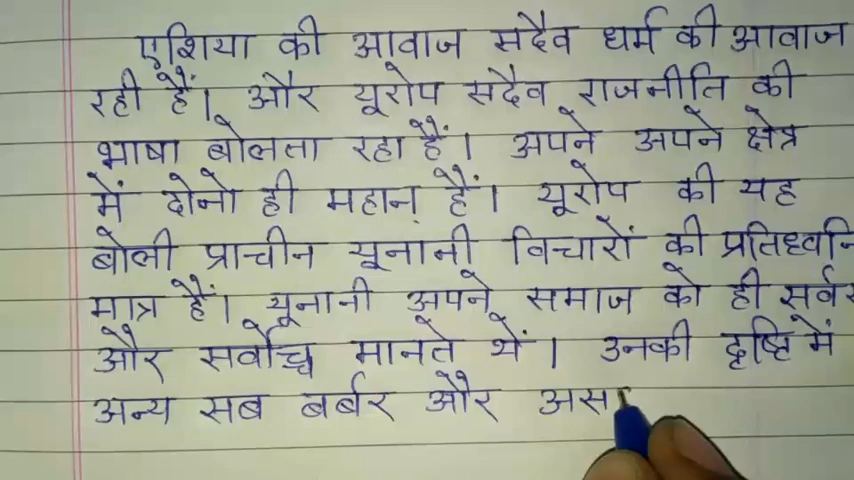 एशिया की आवाज सदैव धर्म की आवाज
रही हैं। और यूरोप सदैव राजनीति की
भाषा बोलता रहा हैं। अपने अपने क्षेत्र
में दोनो ही महान् हैं। यूरोप की यह
बोली प्राचीन यूनानी विचारों की प्रतिध्वनि
मात्र हैं। यूनानी अपने समाज को ही
और सर्वोच्च मानते थें। उनकी दृष्टि में
अन्य सब बर्बर और